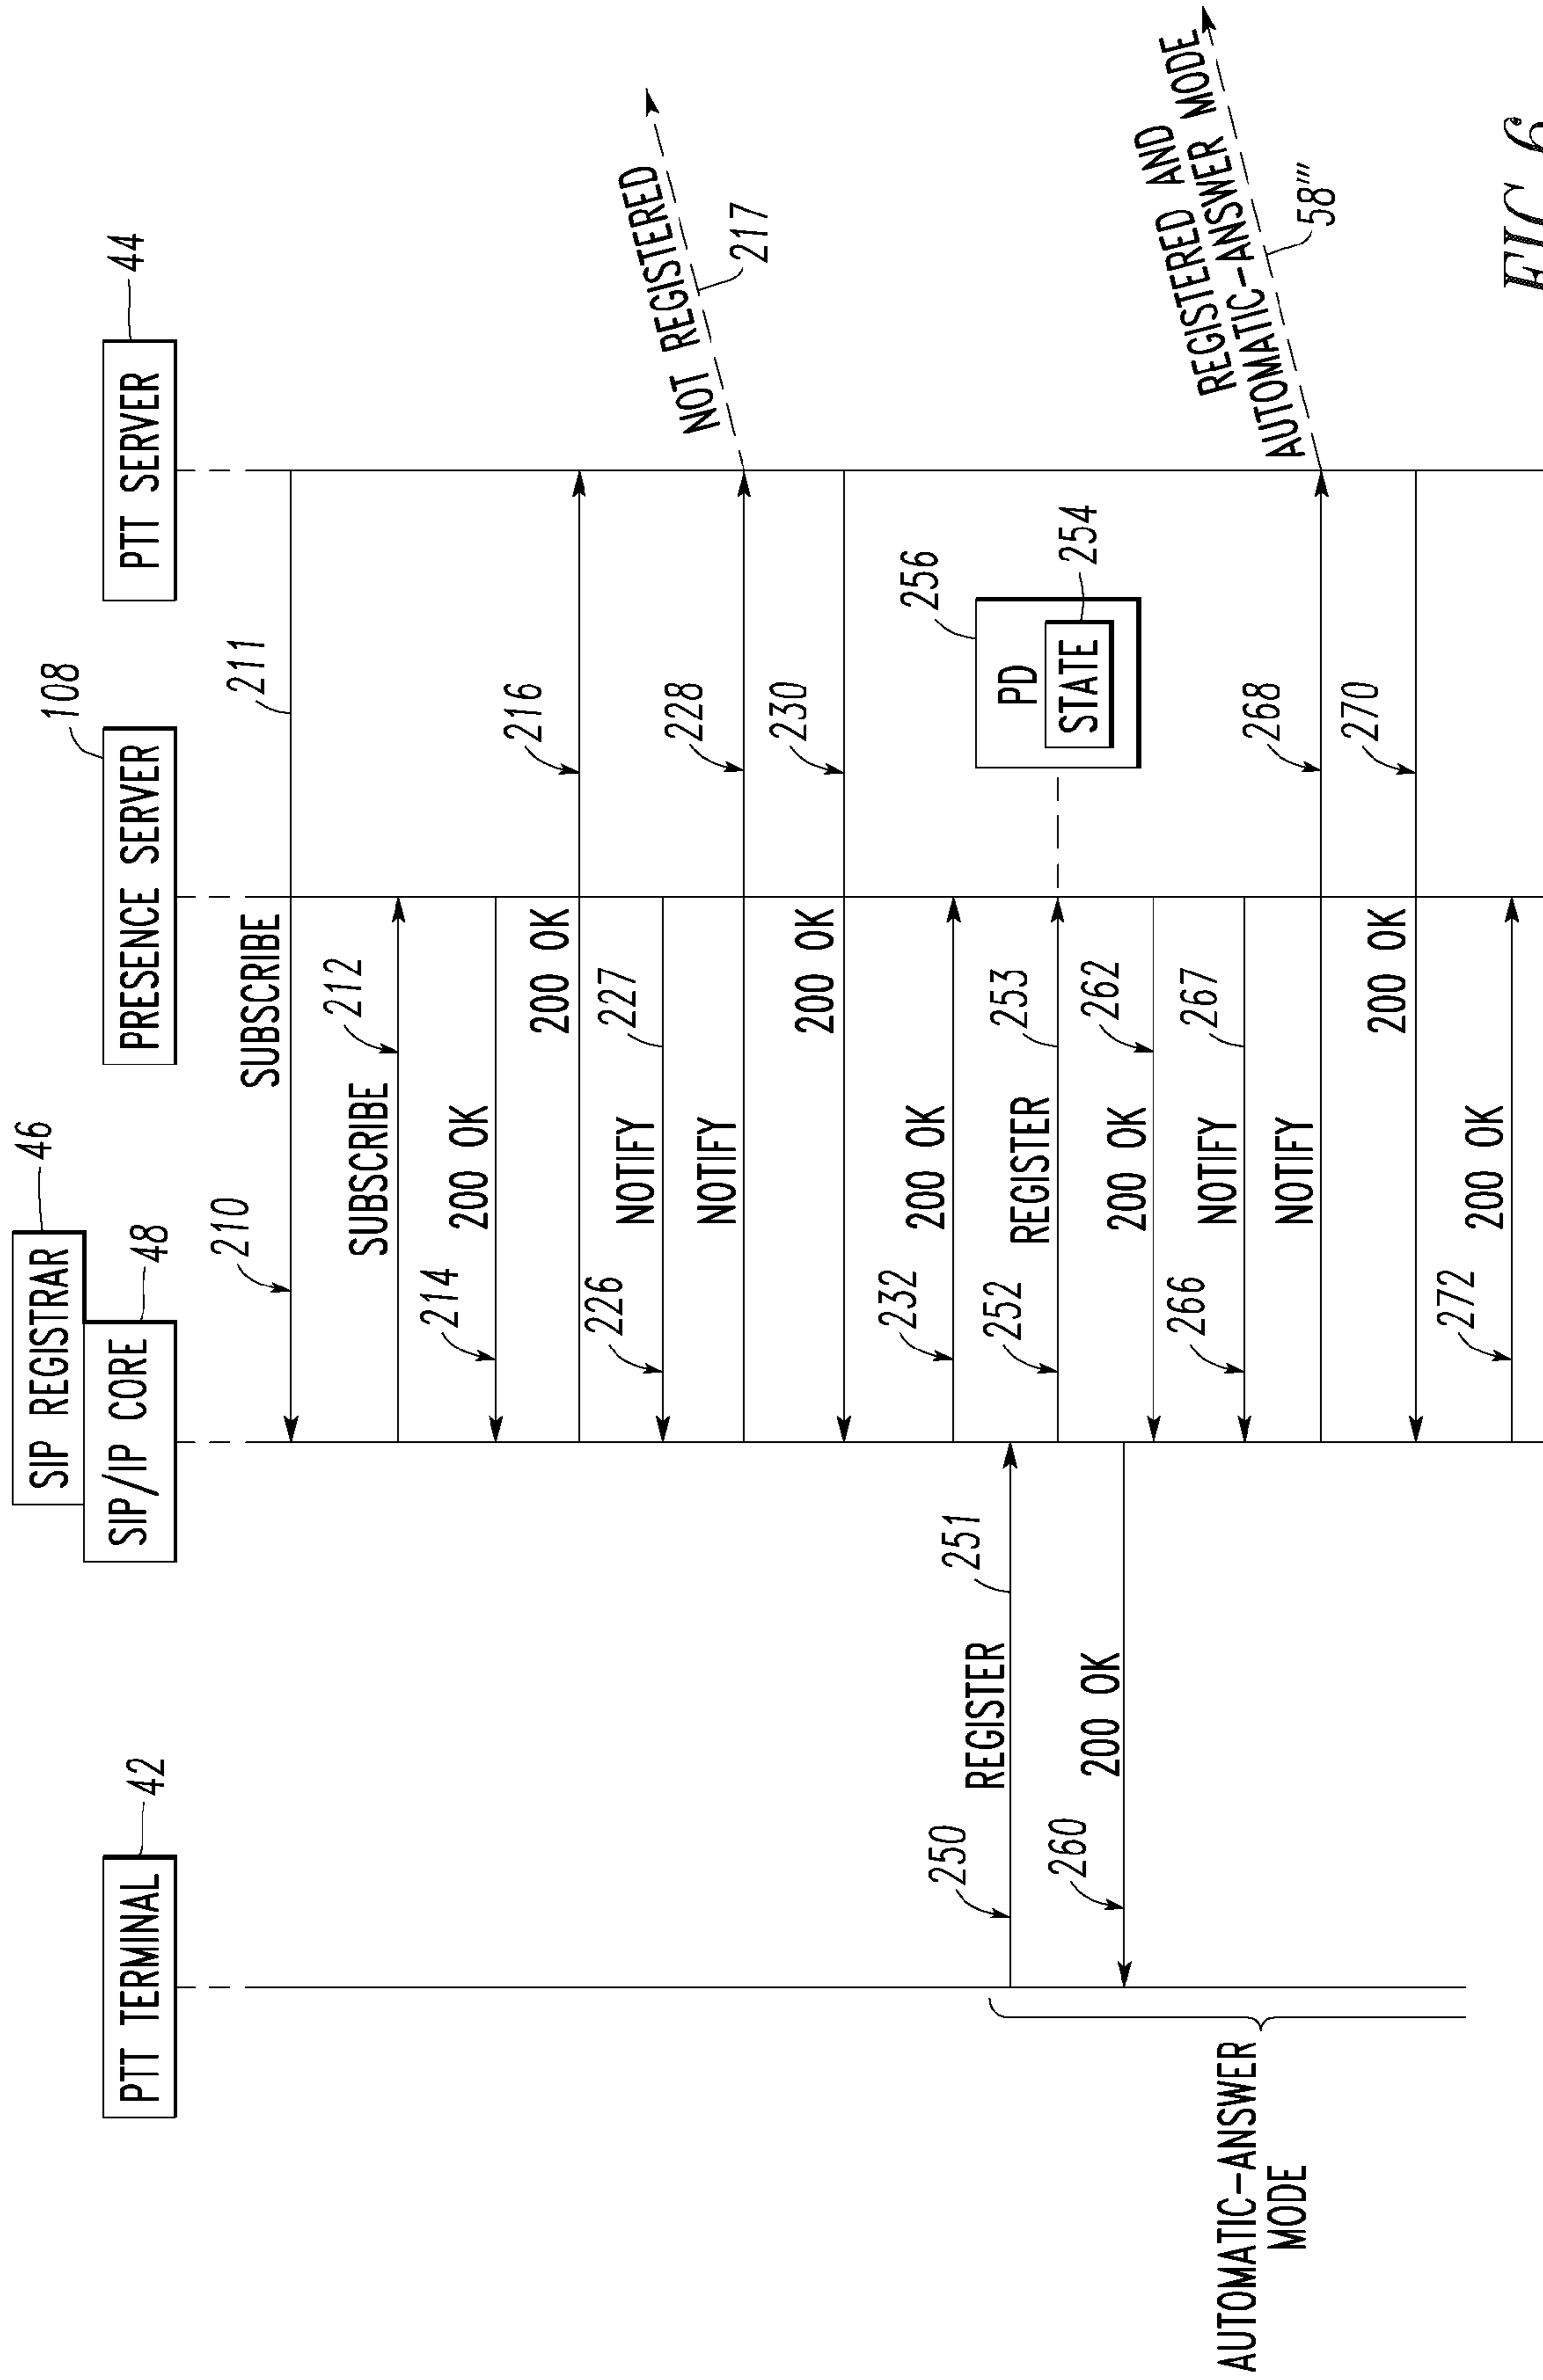 PTT TERMINAL
42
SIP REGISTRAR
46
SIP/IP CORE
48
PRESENCE SERVER
108
PTT SERVER
44
210
SUBSCRIBE
211
SUBSCRIBE
212
214
200 OK
200 OK
216
226
NOTIFY
227
NOTIFY
228
NOT REGISTERED
217
200 OK
230
232
200 OK
250
REGISTER
251
252
REGISTER
253
PD
256
STATE
254
260
200 OK
200 OK
262
AUTOMATIC-ANSWER
MODE
266
NOTIFY
267
NOTIFY
268
REGISTERED AND
AUTOMATIC-ANSWER MODE
58'''
200 OK
270
272
200 OK
FIG. 6